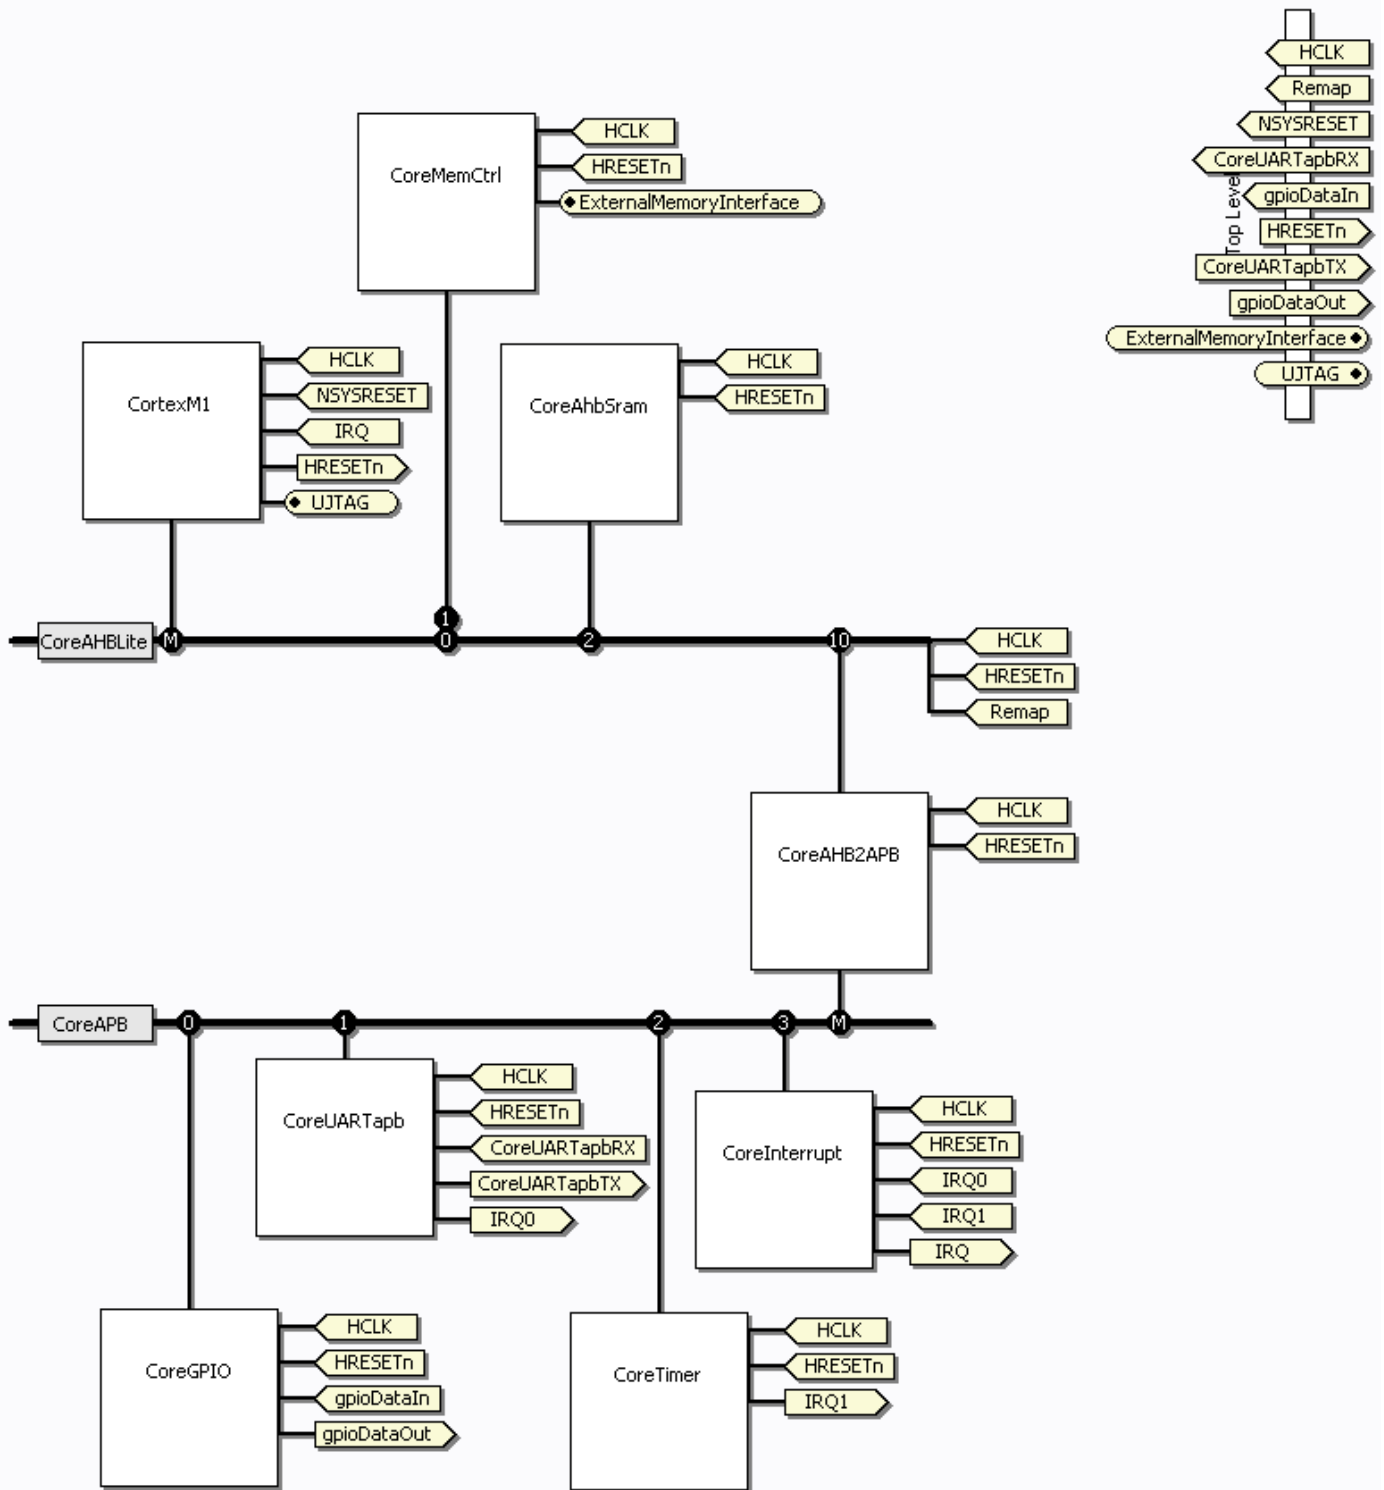 HCLK
Remap
NSYSRESET
CoreUARTapbRX
gpioDataIn
HRESETn
CoreUARTapbTX
gpioDataOut
ExternalMemoryInterface
UJTAG
Top Level
CoreMemCtrl
HCLK
HRESETn
ExternalMemoryInterface
CortexM1
HCLK
NSYSRESET
IRQ
HRESETn
UJTAG
CoreAhbSram
HCLK
HRESETn
CoreAHBLite
M
1
0
2
10
HCLK
HRESETn
Remap
CoreAHB2APB
HCLK
HRESETn
CoreAPB
0
1
2
3
M
CoreUARTapb
HCLK
HRESETn
CoreUARTapbRX
CoreUARTapbTX
IRQ0
CoreInterrupt
HCLK
HRESETn
IRQ0
IRQ1
IRQ
CoreGPIO
HCLK
HRESETn
gpioDataIn
gpioDataOut
CoreTimer
HCLK
HRESETn
IRQ1